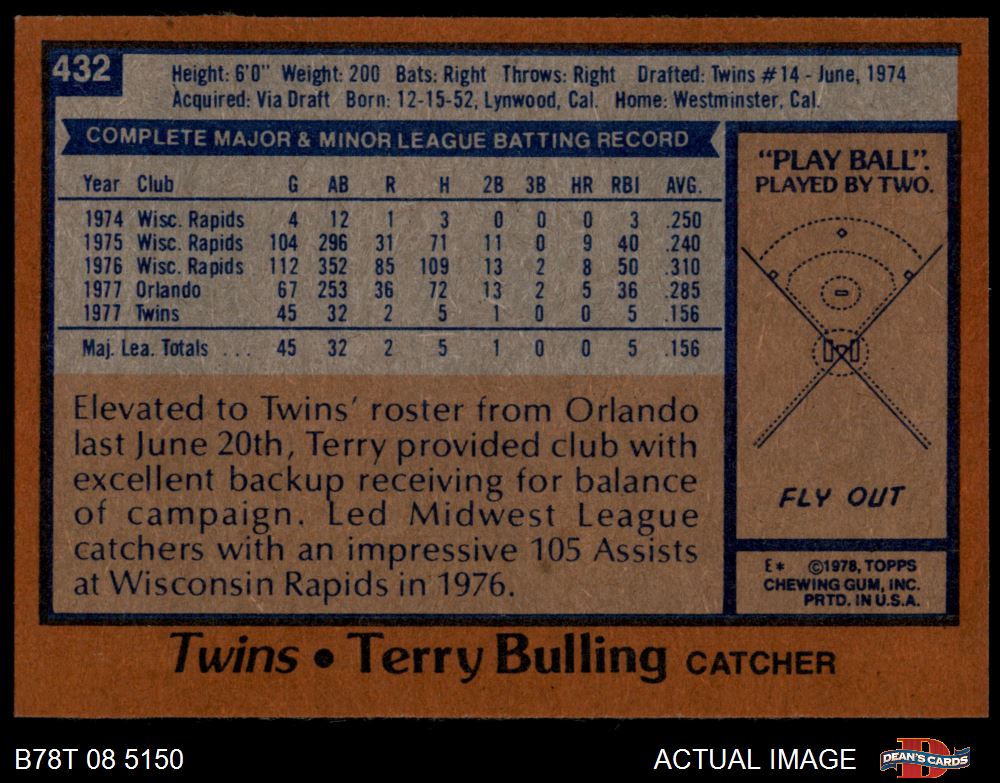 432
Height: 6'0" Weight: 200 Bats: Right Throws: Right Drafted: Twins #14 - June, 1974
Acquired: Via Draft Born: 12-15-52, Lynwood, Cal. Home: Westminster, Cal.
COMPLETE MAJOR & MINOR LEAGUE BATTING RECORD
Year Club G AB R H 2B 3B HR RBI AVG.
1974 Wisc. Rapids 4 12 1 3 0 0 0 3 .250
1975 Wisc. Rapids 104 296 31 71 11 0 9 40 .240
1976 Wisc. Rapids 112 352 85 109 13 2 8 50 .310
1977 Orlando 67 253 36 72 13 2 5 36 .285
1977 Twins 45 32 2 5 1 0 0 5 .156
Maj. Lea. Totals . . . 45 32 2 5 1 0 0 5 .156
Elevated to Twins' roster from Orlando
last June 20th, Terry provided club with
excellent backup receiving for balance
of campaign. Led Midwest League
catchers with an impressive 105 Assists
at Wisconsin Rapids in 1976.
"PLAY BALL".
PLAYED BY TWO.
FLY OUT
E* ©1978, TOPPS
CHEWING GUM, INC.
PRTD. IN U.S.A.
Twins • Terry Bulling CATCHER
B78T 08 5150
ACTUAL IMAGE
DEAN'S CARDS